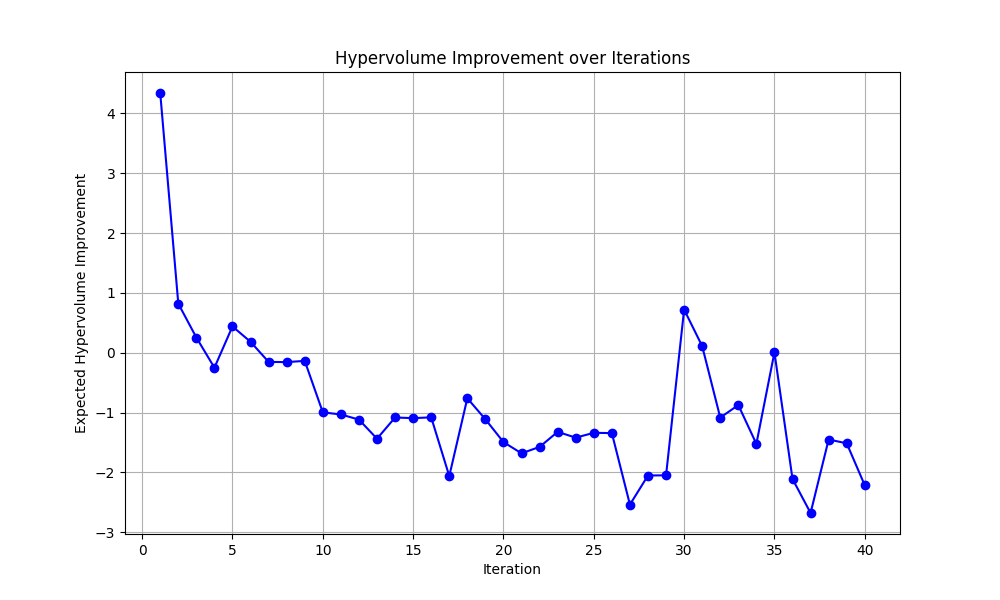 Hypervolume Improvement over Iterations
Expected Hypervolume Improvement
4
3
2
1
0
−1
−2
−3
0 5 10 15 20 25 30 35 40
Iteration